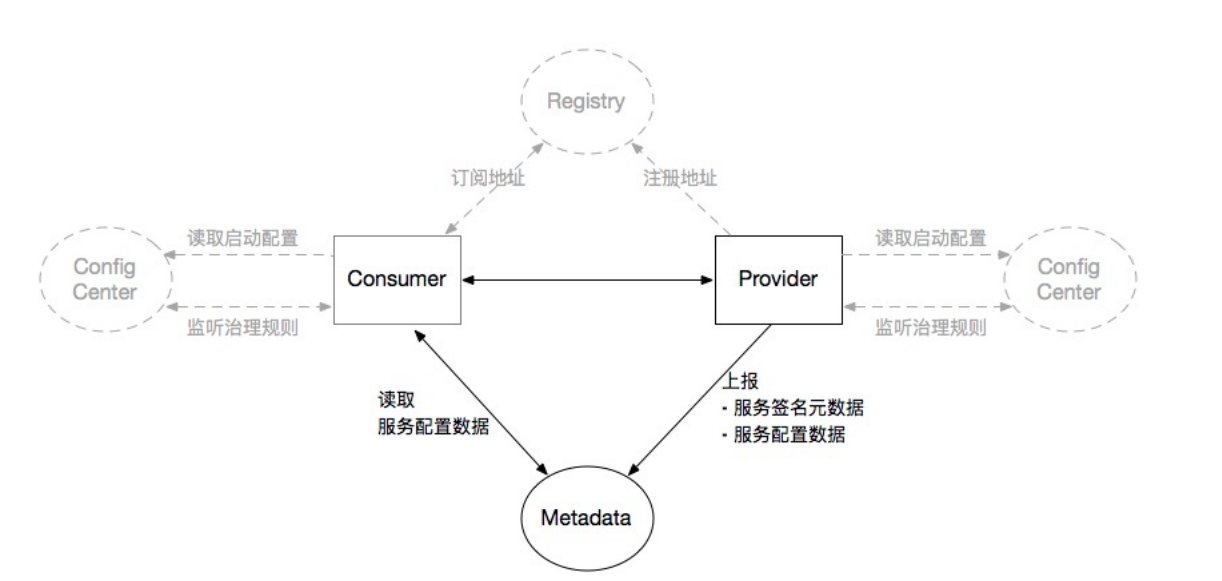 Registry
订阅地址
注册地址
读取启动配置
读取启动配置
Config
Center
Consumer
Provider
Config
Center
监听治理规则
监听治理规则
读取
服务配置数据
上报
- 服务签名元数据
- 服务配置数据
Metadata